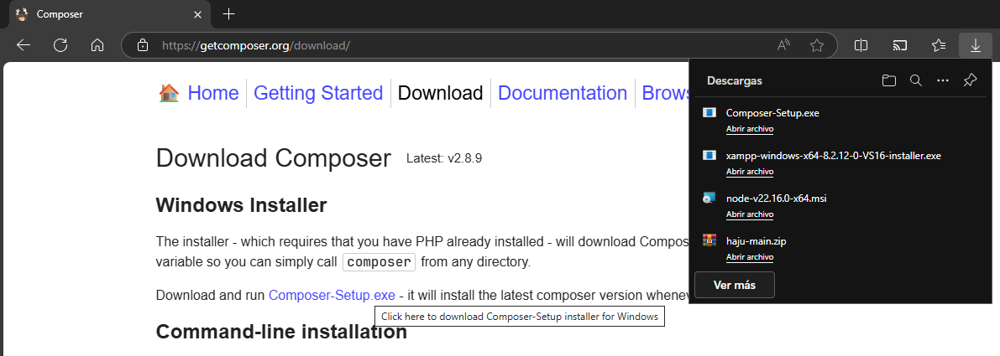 Composer
https://getcomposer.org/download/
Descargas
Home Getting Started Download Documentation
Composer-Setup.exe
Abrir archivo
Download Composer Latest: v2.8.9
xampp-windows-x64-8.2.12-0-VS16-installer.exe
Abrir archivo
Windows Installer
node-v22.16.0-x64.msi
Abrir archivo
The installer - which requires that you have PHP already installed - will download
haju-main.zip
Abrir archivo
variable so you can simply call composer from any directory.
Ver más
Download and run Composer-Setup.exe - it will install the latest composer version
Click here to download Composer-Setup installer for Windows
Command-line installation